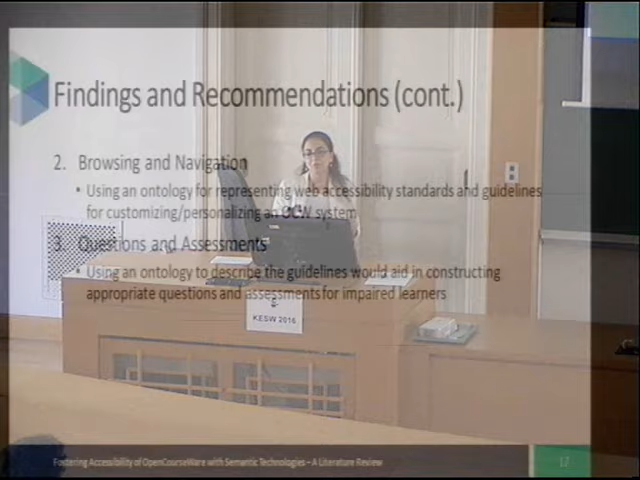 Findings and Recommendations (cont.)
2. Browsing and Navigation
• Using an ontology for representing web accessibility standards and guidelines
for customizing/personalizing an OCW system
3. Questions and Assessments
• Using an ontology to describe the guidelines would aid in constructing
appropriate questions and assessments for impaired learners
KESW 2016
Fostering Accessibility of OpenCourseWare with Semantic Technologies – A Literature Review
17